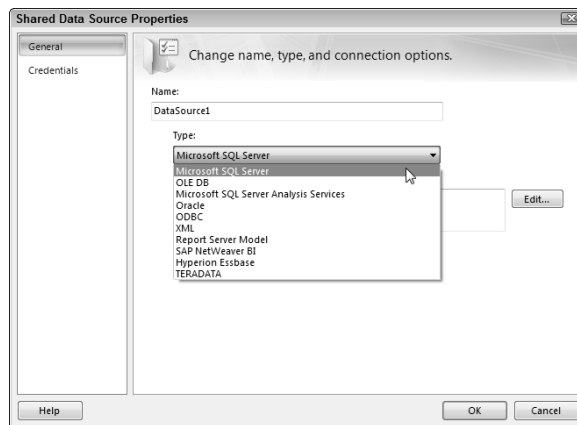 Shared Data Source Properties
General
Credentials
Change name, type, and connection options.
Name:
DataSource1
Type:
Microsoft SQL Server
Microsoft SQL Server
OLE DB
Microsoft SQL Server Analysis Services
Oracle
ODBC
XML
Report Server Model
SAP NetWeaver BI
Hyperion Essbase
TERADATA
Edit...
Help
OK
Cancel